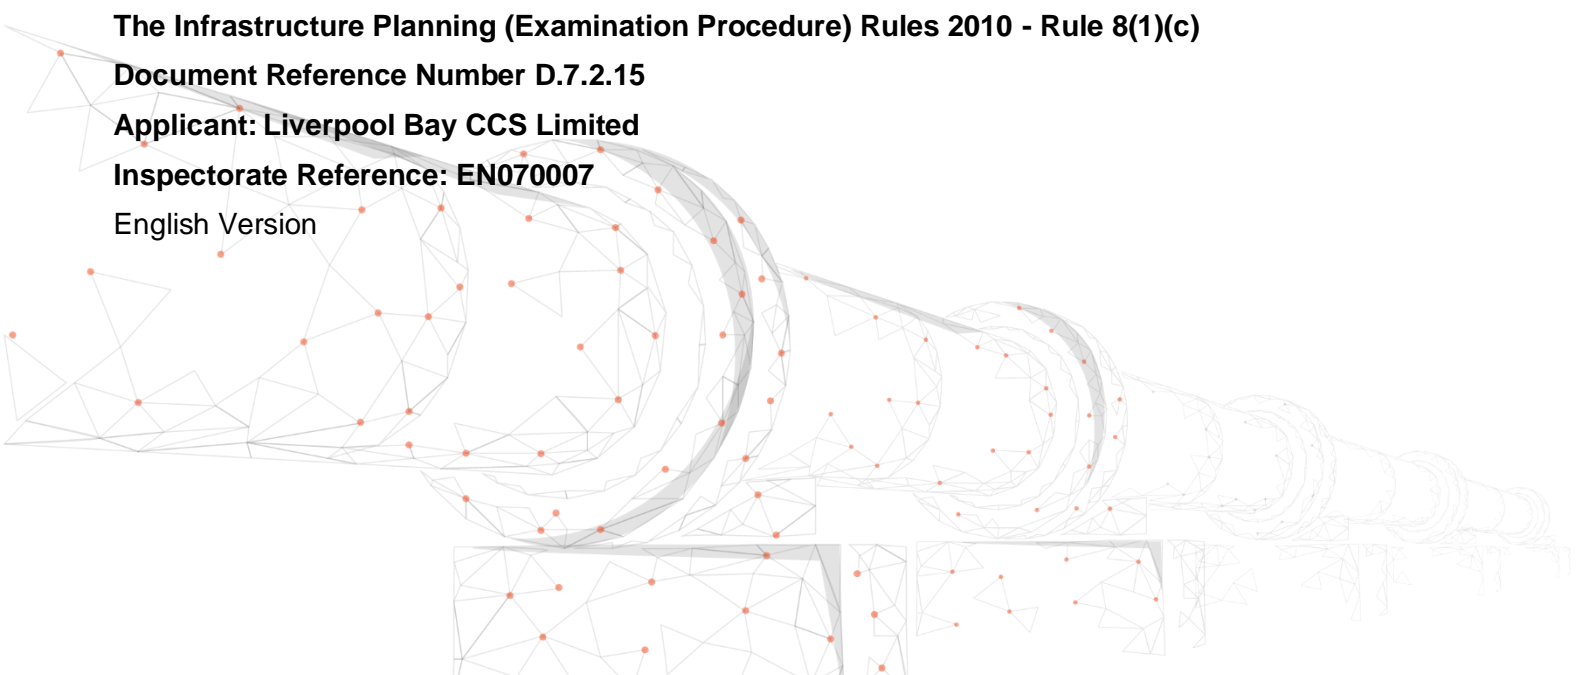 The Infrastructure Planning (Examination Procedure) Rules 2010 - Rule 8(1)(c)
Document Reference Number D.7.2.15
Applicant: Liverpool Bay CCS Limited
Inspectorate Reference: EN070007
English Version